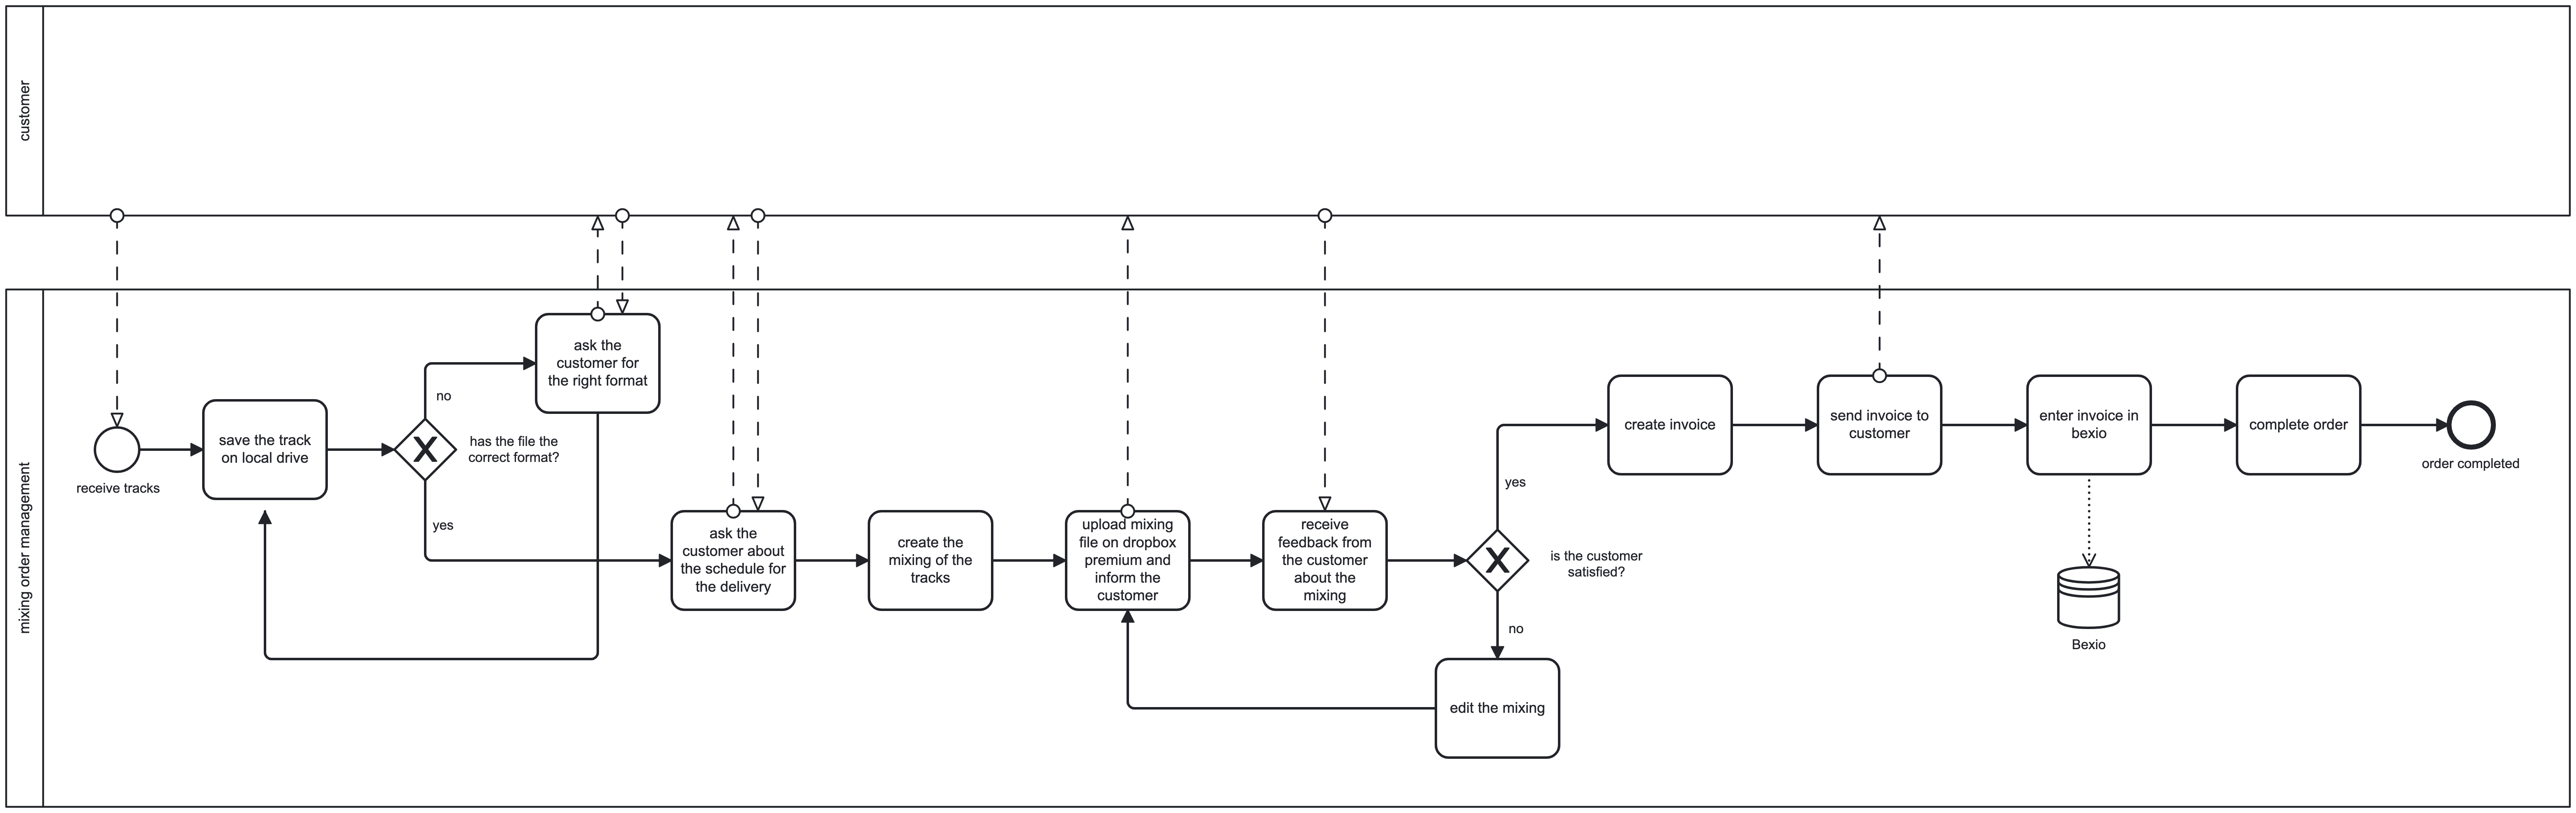 customer
mixing order management
receive tracks
save the track
on local drive
no
yes
has the file the
correct format?
ask the
customer for
the right format
ask the
customer about
the schedule for
the delivery
create the
mixing of the
tracks
upload mixing
file on dropbox
premium and
inform the
customer
receive
feedback from
the customer
about the
mixing
yes
no
is the customer
satisfied?
edit the mixing
create invoice
send invoice to
customer
enter invoice in
bexio
Bexio
complete order
order completed